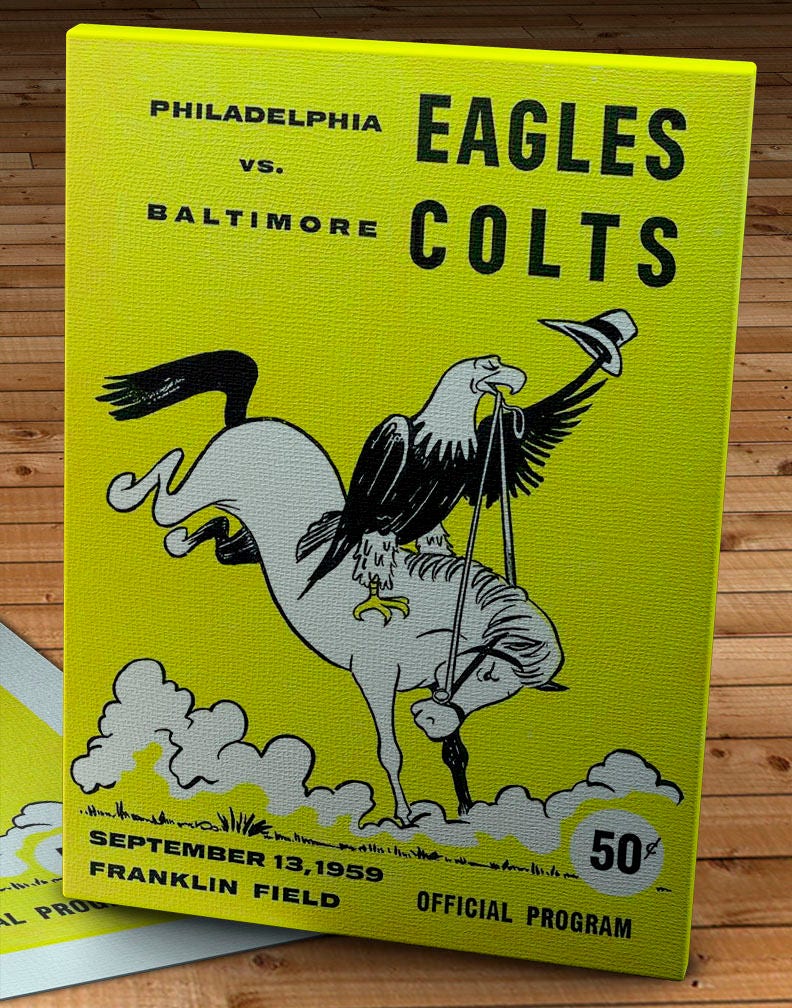 PHILADELPHIA EAGLES
vs.
BALTIMORE COLTS
50¢
SEPTEMBER 13, 1959
FRANKLIN FIELD
OFFICIAL PROGRAM